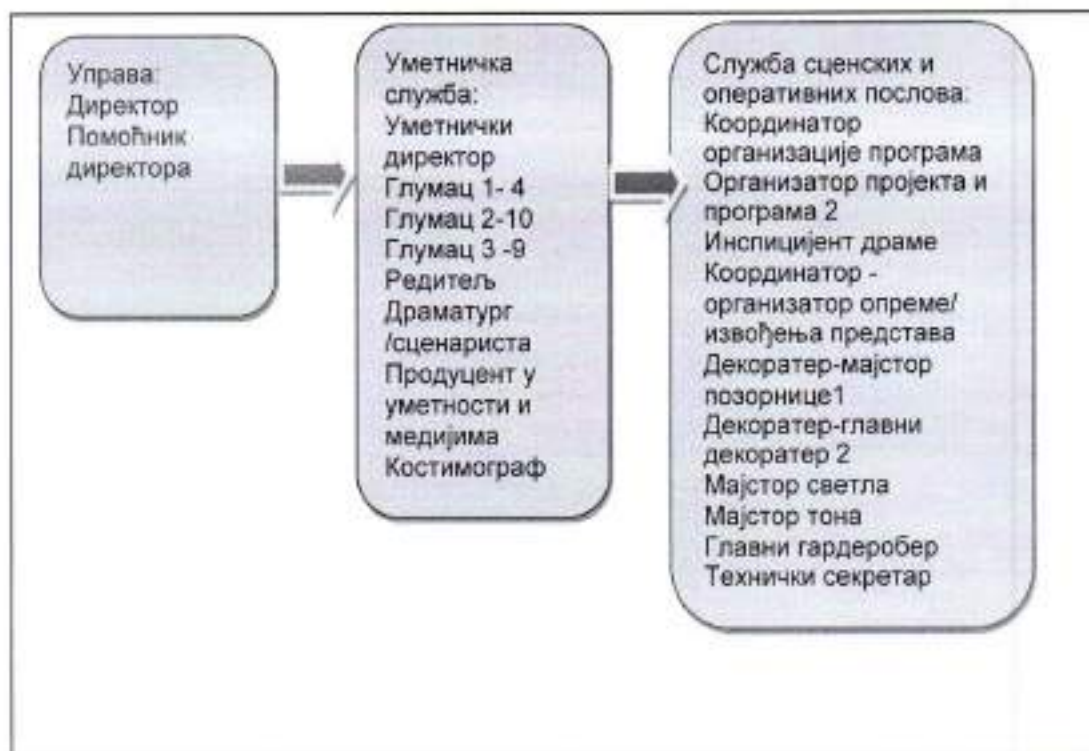 Управа:
Директор
Помоћник
директора
Уметничка
служба:
Уметнички
директор
Глумац 1- 4
Глумац 2-10
Глумац 3 -9
Редитељ
Драматург
/сценариста
Продуцент у
уметности и
медијима
Костимограф
Служба сценских и
оперативних послова:
Координатор
организације програма
Организатор пројекта и
програма 2
Инспицијент драме
Координатор -
организатор опреме/
извођења представа
Декоратер-мајстор
позорнице1
Декоратер-главни
декоратер 2
Мајстор светла
Мајстор тона
Главни гардеробер
Технички секретар